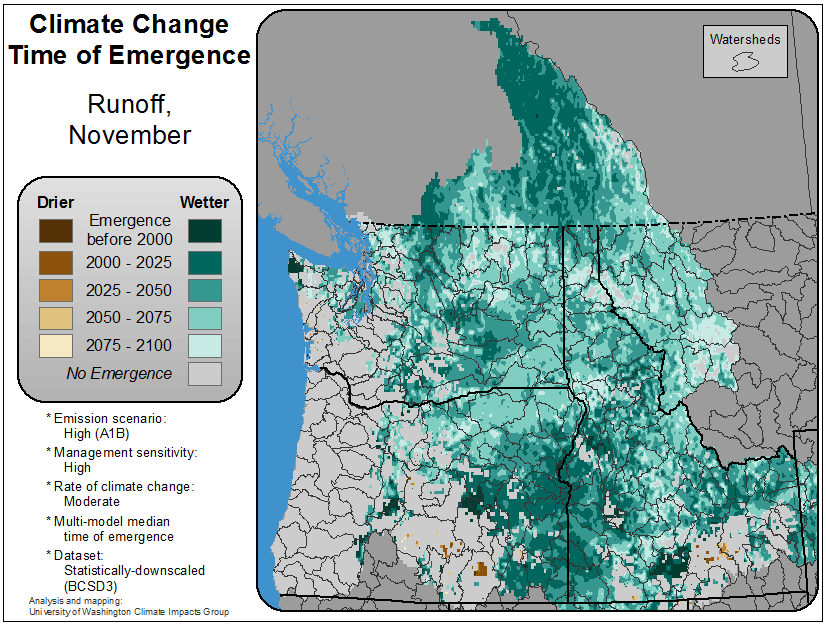 Climate Change
Time of Emergence
Runoff,
November
Watersheds
Drier
Wetter
Emergence
before 2000
2000 - 2025
2025 - 2050
2050 - 2075
2075 - 2100
No Emergence
* Emission scenario:
High (A1B)
* Management sensitivity:
High
* Rate of climate change:
Moderate
* Multi-model median
time of emergence
* Dataset:
Statistically-downscaled
(BCSD3)
Analysis and mapping:
University of Washington Climate Impacts Group